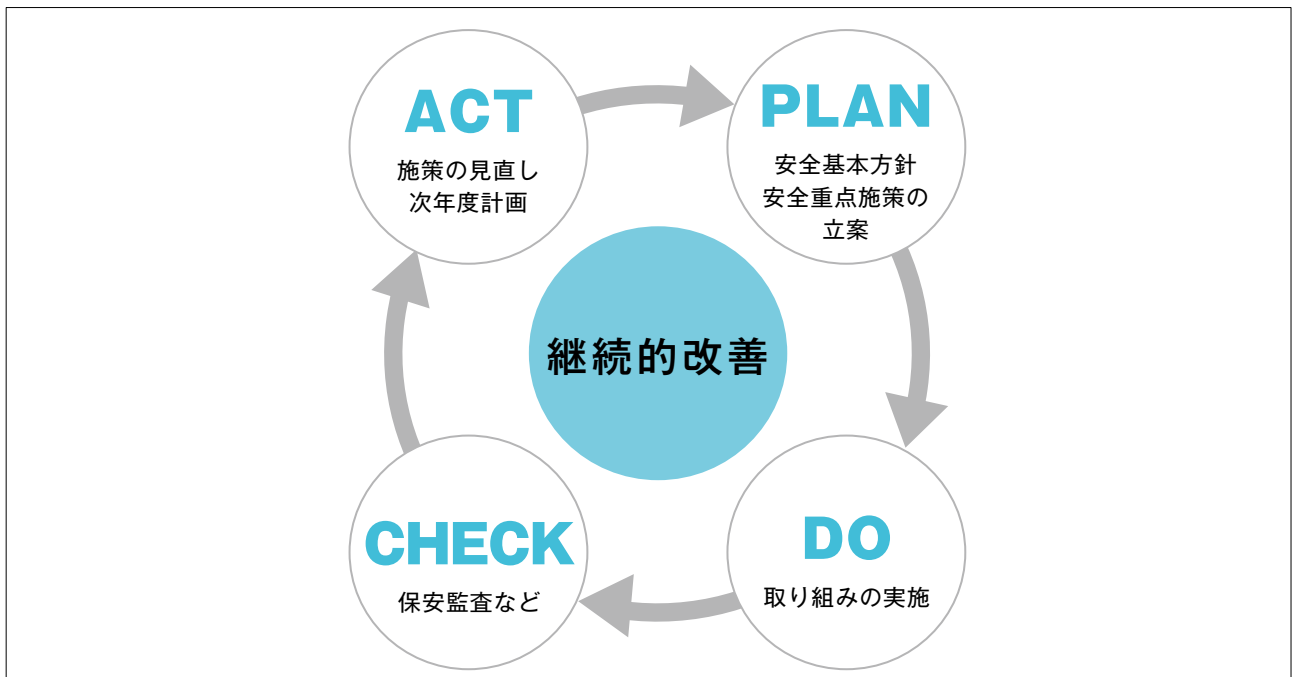 ACT
施策の見直し
次年度計画
PLAN
安全基本方針
安全重点施策の
立案
継続的改善
CHECK
保安監査など
DO
取り組みの実施